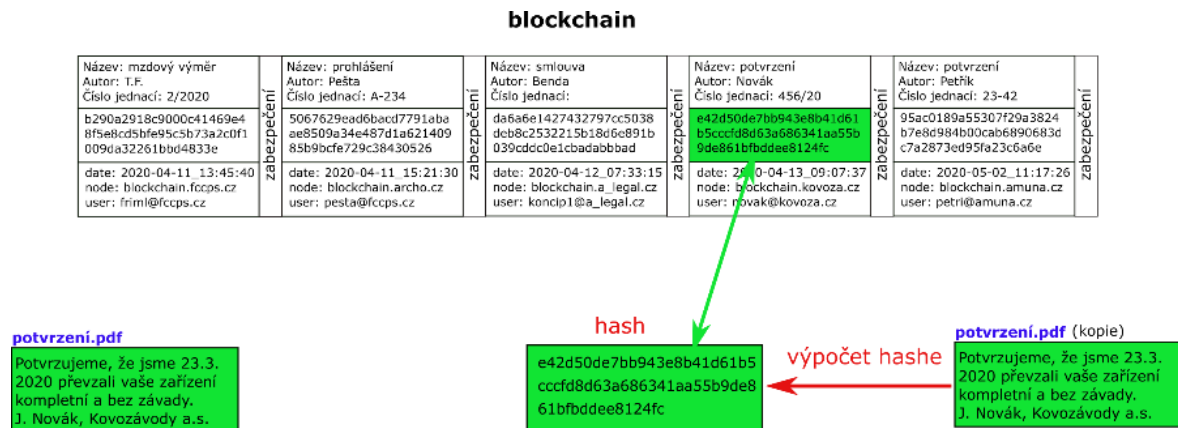 blockchain
Název: mzdový výměr
Autor: T.F.
Číslo jednací: 2/2020
b290a2918c9000c41469e4
8f5e8cd5bfe95c5b73a2c0f1
009da32261bbd4833e
date: 2020-04-11_13:45:40
node: blockchain.fccps.cz
user: friml@fccps.cz
zabezpečení
Název: prohlášení
Autor: Pešta
Číslo jednací: A-234
5067629ead6bacd7791aba
ae8509a34e487d1a621409
85b9bcfe729c38430526
date: 2020-04-11_15:21:30
node: blockchain.archo.cz
user: pesta@fccps.cz
zabezpečení
Název: smlouva
Autor: Benda
Číslo jednací:
da6a6e1427432797cc5038
deb8c2532215b18d6e891b
039cddc0e1cbadabbbad
date: 2020-04-12_07:33:15
node: blockchain.a_legal.cz
user: koncip1@a_legal.cz
zabezpečení
Název: potvrzení
Autor: Novák
Číslo jednací: 456/20
e42d50de7bb943e8b41d61
b5cccfd8d63a686341aa55b
9de861bfbddee8124fc
date: 2020-04-13_09:07:37
node: blockchain.kovoza.cz
user: novak@kovoza.cz
zabezpečení
Název: potvrzení
Autor: Petřík
Číslo jednací: 23-42
95ac0189a55307f29a3824
b7e8d984b00cab6890683d
c7a2873ed95fa23c6a6e
date: 2020-05-02_11:17:26
node: blockchain.amuna.cz
user: petri@amuna.cz
zabezpečení
potvrzení.pdf
Potvrzujeme, že jsme 23.3.
2020 převzali vaše zařízení
kompletní a bez závady.
J. Novák, Kovozávody a.s.
hash
e42d50de7bb943e8b41d61b5
cccfd8d63a686341aa55b9de8
61bfbddee8124fc
výpočet hashe
potvrzení.pdf (kopie)
Potvrzujeme, že jsme 23.3.
2020 převzali vaše zařízení
kompletní a bez závady.
J. Novák, Kovozávody a.s.